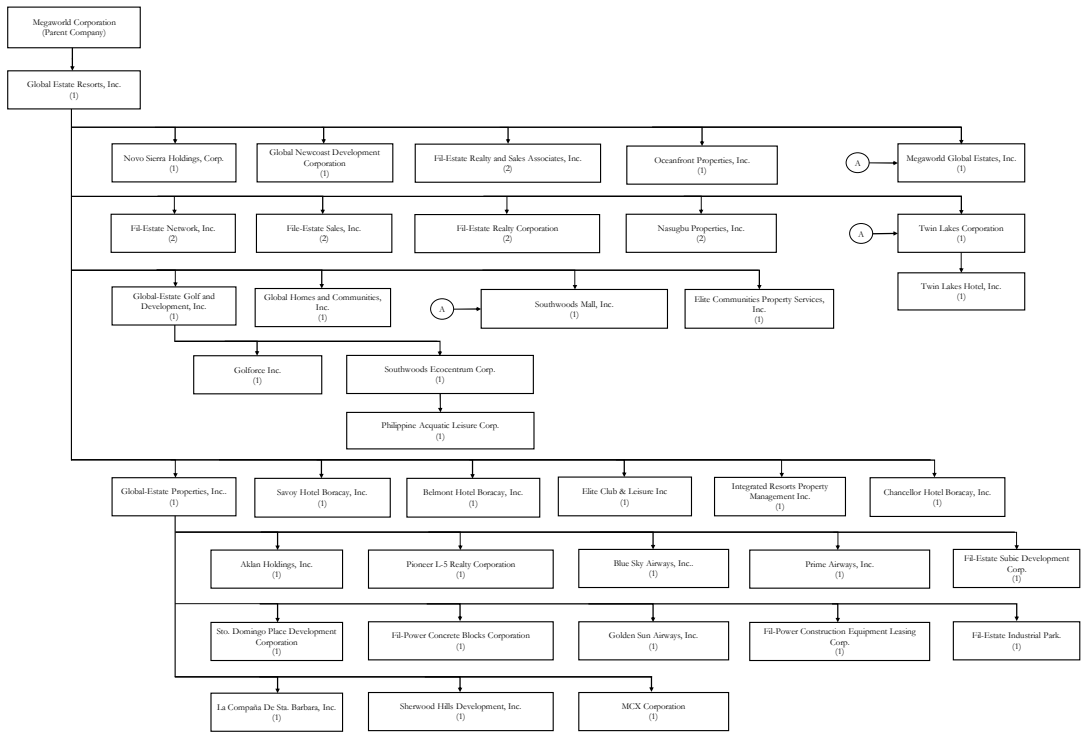 Megaworld Corporation
(Parent Company)
Global Estate Resorts, Inc.
(1)
Novo Sierra Holdings, Corp.
(1)
Global Newcoast Development
Corporation
(1)
Fil-Estate Realty and Sales Associates, Inc.
(2)
Oceanfront Properties, Inc.
(1)
A
Megaworld Global Estates, Inc.
(1)
Fil-Estate Network, Inc.
(2)
File-Estate Sales, Inc.
(2)
Fil-Estate Realty Corporation
(2)
Nasugbu Properties, Inc.
(2)
A
Twin Lakes Corporation
(1)
Twin Lakes Hotel, Inc.
(1)
Global-Estate Golf and
Development, Inc.
(1)
Global Homes and Communities,
Inc.
(1)
A
Southwoods Mall, Inc.
(1)
Elite Communities Property Services,
Inc.
(1)
Golforce Inc.
(1)
Southwoods Ecocentrum Corp.
(1)
Philippine Acquatic Leisure Corp.
(1)
Global-Estate Properties, Inc..
(1)
Savoy Hotel Boracay, Inc.
(1)
Belmont Hotel Boracay, Inc.
(1)
Elite Club & Leisure Inc
(1)
Integrated Resorts Property
Management Inc.
(1)
Chancellor Hotel Boracay, Inc.
(1)
Aklan Holdings, Inc.
(1)
Pioneer L-5 Realty Corporation
(1)
Blue Sky Airways, Inc..
(1)
Prime Airways, Inc.
(1)
Fil-Estate Subic Development
Corp.
(1)
Sto. Domingo Place Development
Corporation
(1)
Fil-Power Concrete Blocks Corporation
(1)
Golden Sun Airways, Inc.
(1)
Fil-Power Construction Equipment Leasing
Corp.
(1)
Fil-Estate Industrial Park.
(1)
La Compaña De Sta. Barbara, Inc.
(1)
Sherwood Hills Development, Inc.
(1)
MCX Corporation
(1)